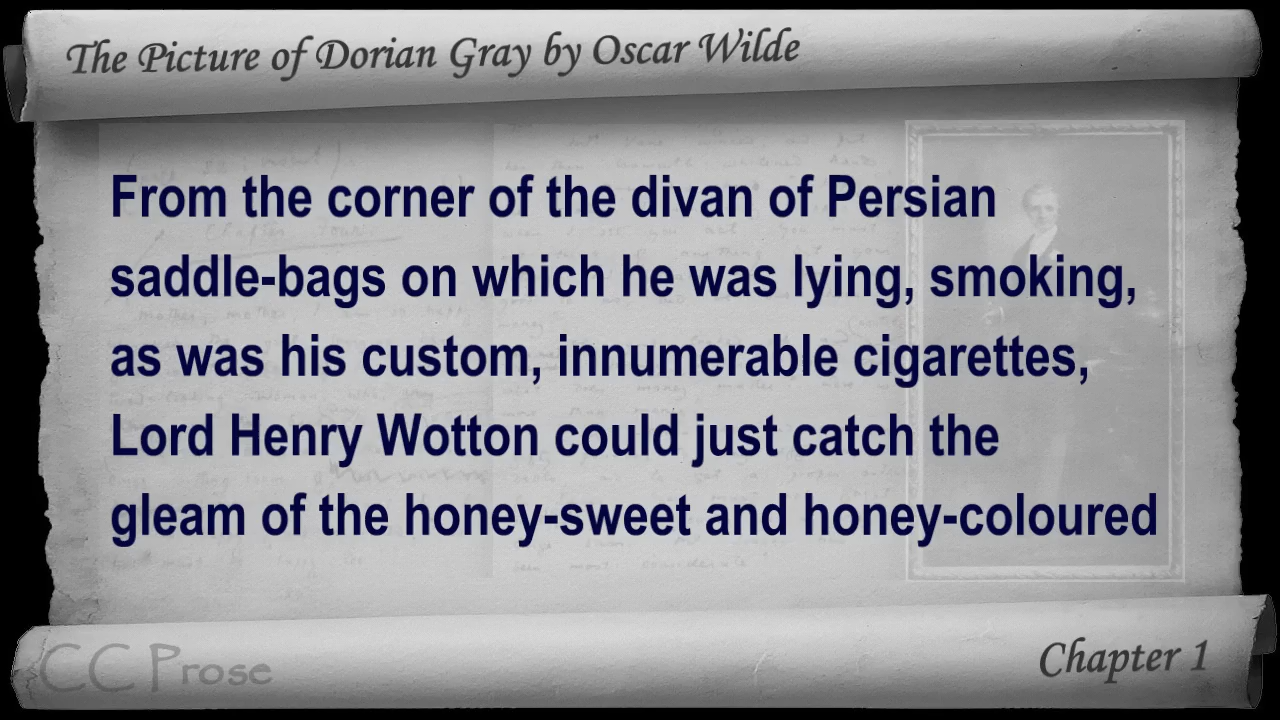 The Picture of Dorian Gray by Oscar Wilde
From the corner of the divan of Persian
saddle-bags on which he was lying, smoking,
as was his custom, innumerable cigarettes,
Lord Henry Wotton could just catch the
gleam of the honey-sweet and honey-coloured
CC Prose
Chapter 1